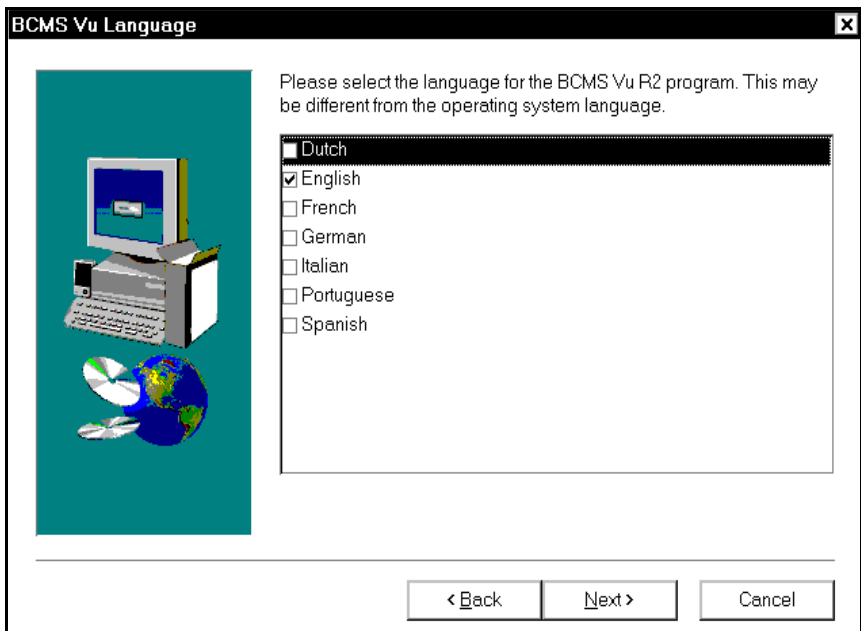 BCMS Vu Language
Please select the language for the BCMS Vu R2 program. This may
be different from the operating system language.
Dutch
English
French
German
Italian
Portuguese
Spanish
< Back
Next >
Cancel